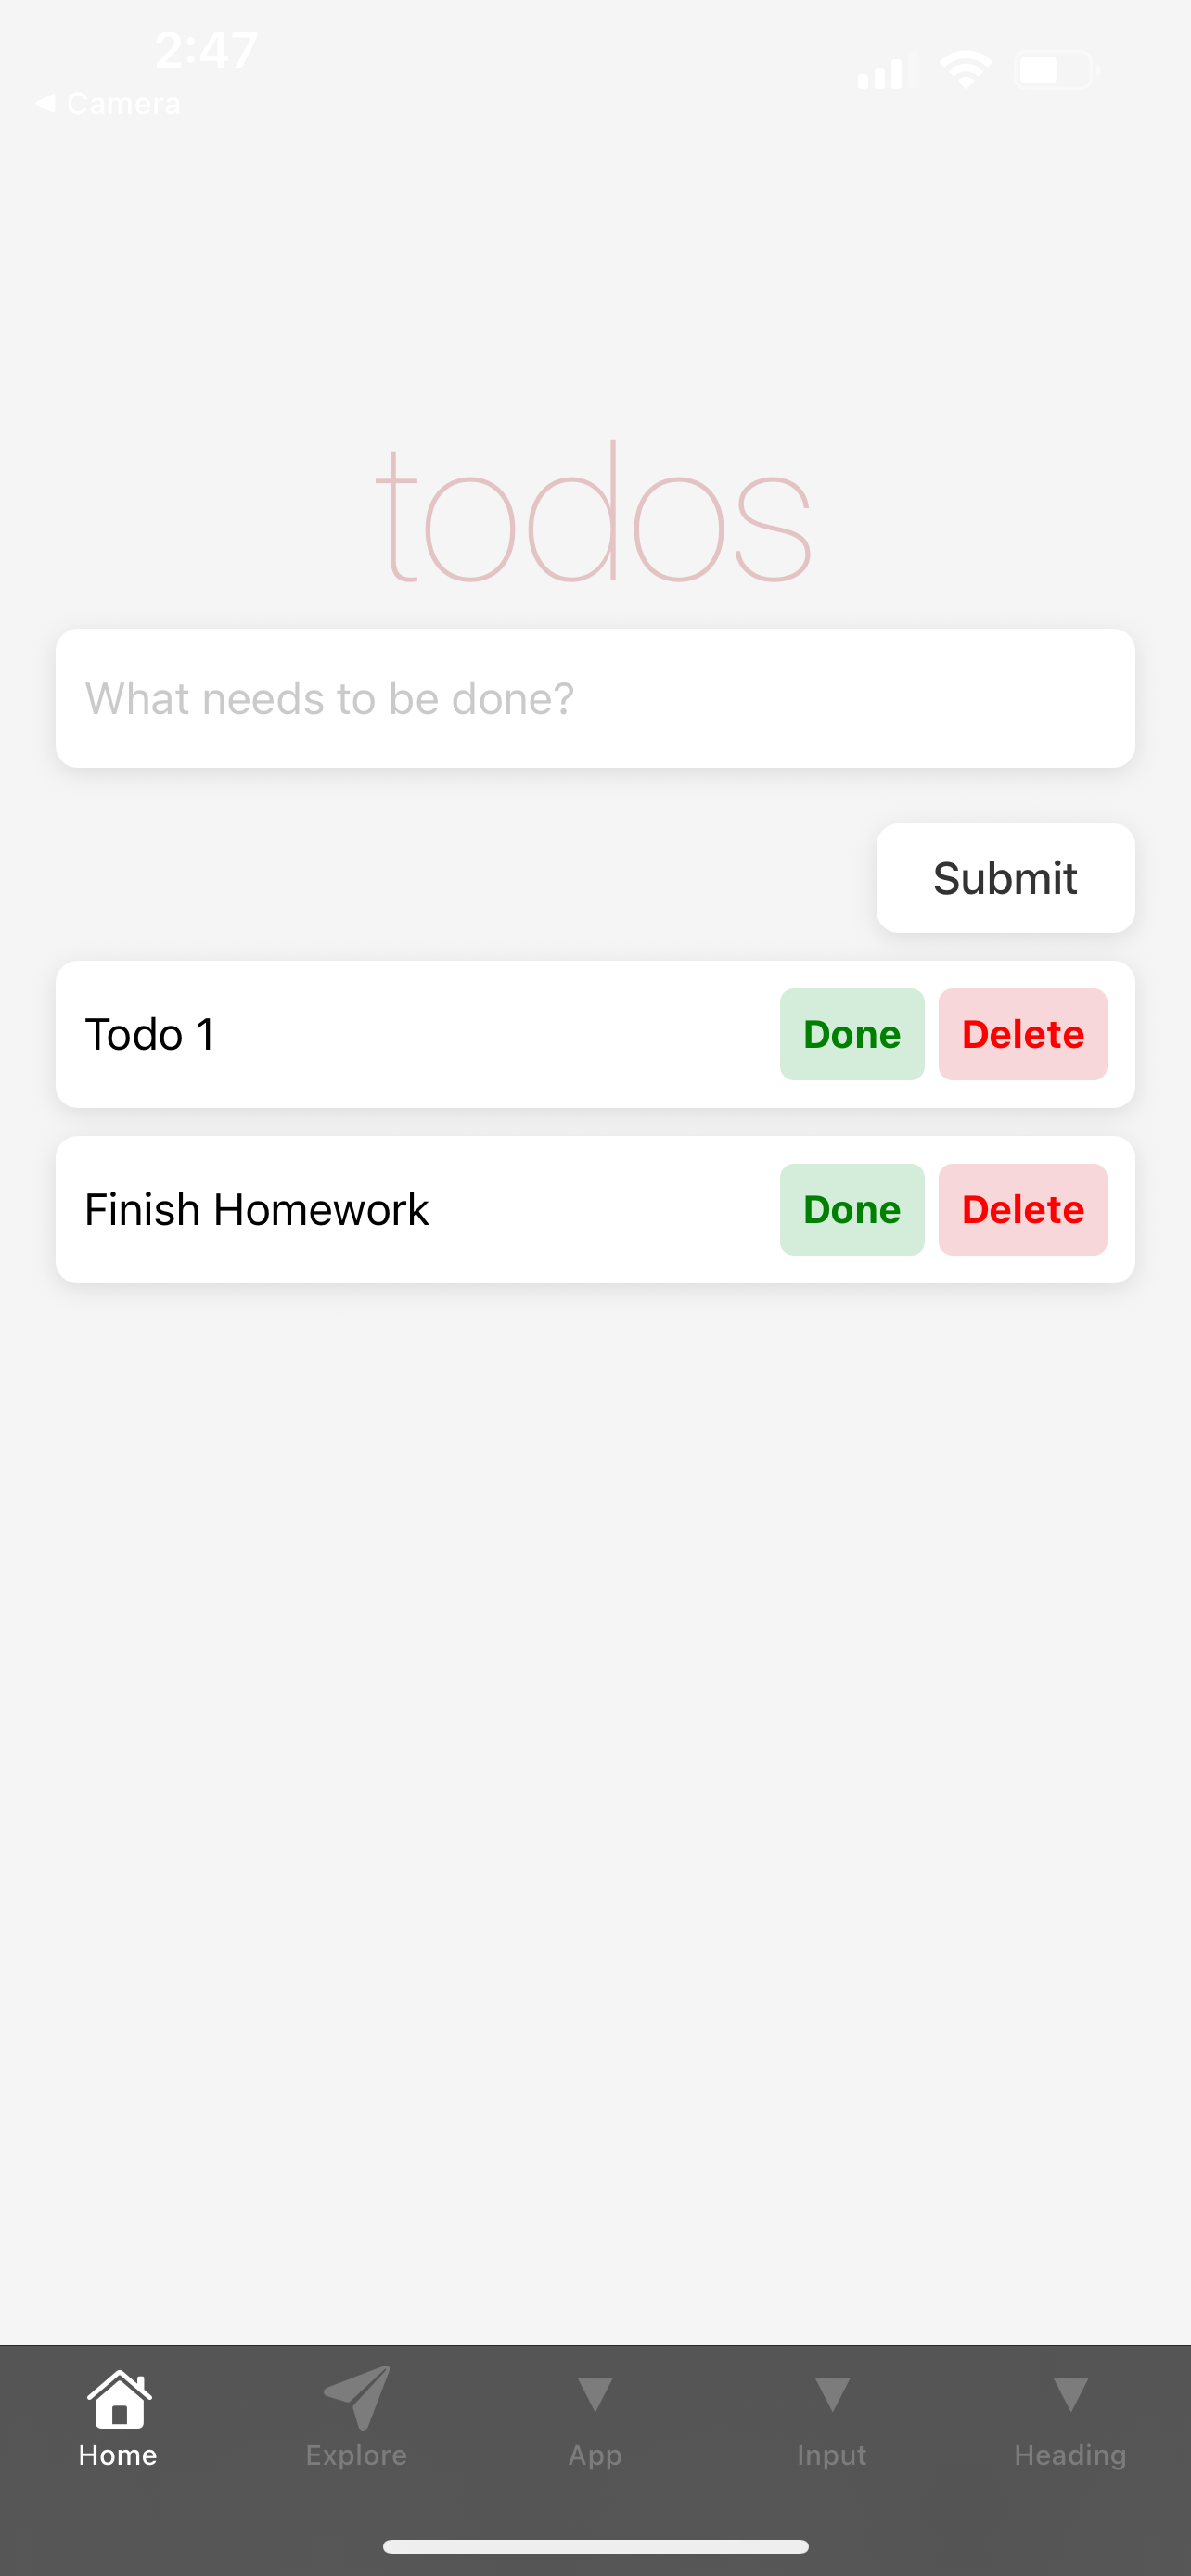 2:47
◀ Camera
todos
What needs to be done?
Submit
Todo 1 Done Delete
Finish Homework Done Delete
Home Explore App Input Heading